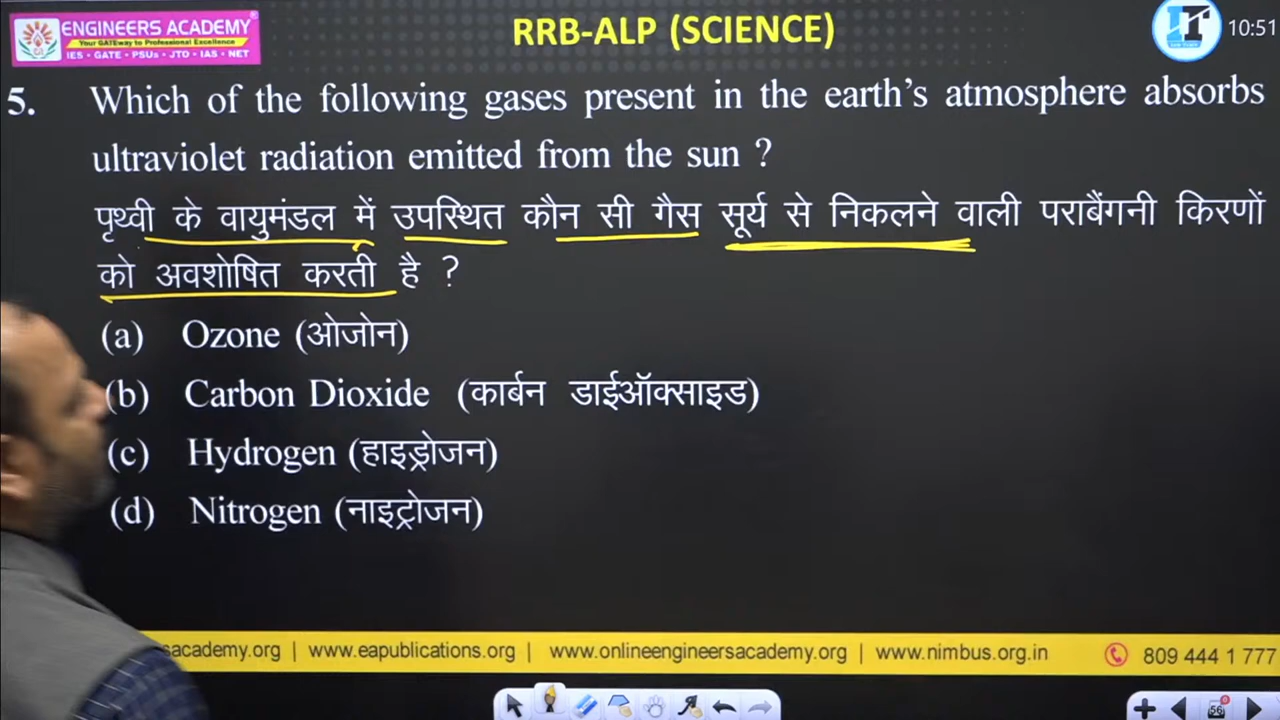 ENGINEERS ACADEMY
Your GATEway to Professional Excellence
IES • GATE • PSUs • JTO • IAS • NET
RRB-ALP (SCIENCE)
10:51
5. Which of the following gases present in the earth's atmosphere absorbs
ultraviolet radiation emitted from the sun ?
पृथ्वी के वायुमंडल में उपस्थित कौन सी गैस सूर्य से निकलने वाली पराबैंगनी किरणों
को अवशोषित करती है ?
(a) Ozone (ओजोन)
(b) Carbon Dioxide (कार्बन डाईऑक्साइड)
(c) Hydrogen (हाइड्रोजन)
(d) Nitrogen (नाइट्रोजन)
sacademy.org | www.eapublications.org | www.onlineengineersacademy.org | www.nimbus.org.in 809 444 1 777
56